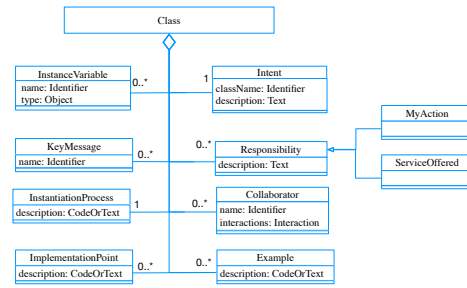 Class
InstanceVariable
name: Identifier
type: Object
0..*
1
Intent
className: Identifier
description: Text
MyAction
KeyMessage
name: Identifier
0..*
0..*
Responsibility
description: Text
ServiceOffered
InstantiationProcess
description: CodeOrText
1
0..*
Collaborator
name: Identifier
interactions: Interaction
ImplementationPoint
description: CodeOrText
0..*
0..*
Example
description: CodeOrText